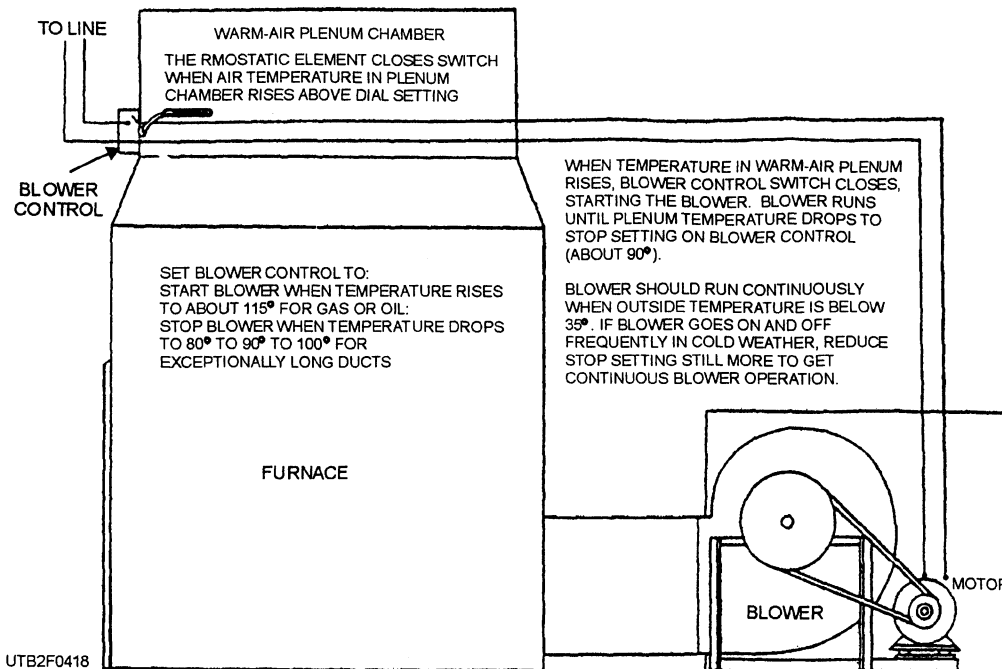 TO LINE
WARM-AIR PLENUM CHAMBER
THE RMOSTATIC ELEMENT CLOSES SWITCH
WHEN AIR TEMPERATURE IN PLENUM
CHAMBER RISES ABOVE DIAL SETTING
BLOWER
CONTROL
WHEN TEMPERATURE IN WARM-AIR PLENUM
RISES, BLOWER CONTROL SWITCH CLOSES,
STARTING THE BLOWER. BLOWER RUNS
UNTIL PLENUM TEMPERATURE DROPS TO
STOP SETTING ON BLOWER CONTROL
(ABOUT 90°).
BLOWER SHOULD RUN CONTINUOUSLY
WHEN OUTSIDE TEMPERATURE IS BELOW
35°. IF BLOWER GOES ON AND OFF
FREQUENTLY IN COLD WEATHER, REDUCE
STOP SETTING STILL MORE TO GET
CONTINUOUS BLOWER OPERATION.
SET BLOWER CONTROL TO:
START BLOWER WHEN TEMPERATURE RISES
TO ABOUT 115° FOR GAS OR OIL:
STOP BLOWER WHEN TEMPERATURE DROPS
TO 80° TO 90° TO 100° FOR
EXCEPTIONALLY LONG DUCTS
FURNACE
BLOWER
MOTOR
UTB2F0418